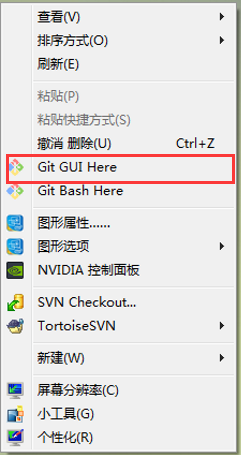 查看(V)
排序方式(O)
刷新(E)
粘贴(P)
粘贴快捷方式(S)
撤消 删除(U) Ctrl+Z
Git GUI Here
Git Bash Here
图形属性......
图形选项
NVIDIA 控制面板
SVN Checkout...
TortoiseSVN
新建(W)
屏幕分辨率(C)
小工具(G)
个性化(R)